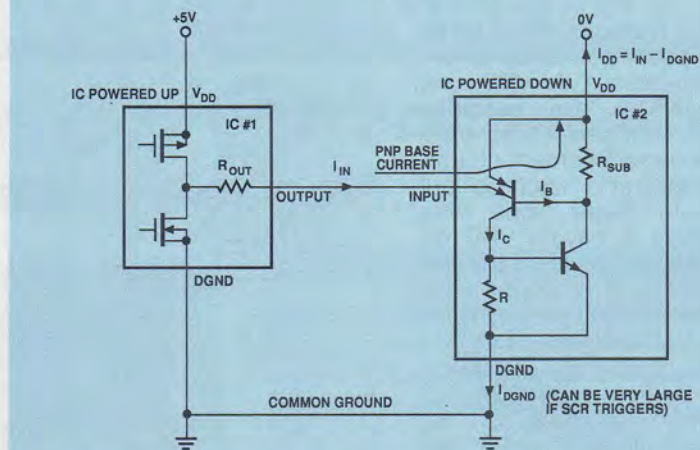 +5V
0V
I_DD = I_IN – I_DGND
IC POWERED UP
V_DD
IC POWERED DOWN
V_DD
IC #1
IC #2
PNP BASE
CURRENT
R_OUT
I_IN
R_SUB
OUTPUT
INPUT
I_B
I_C
R
DGND
DGND
COMMON GROUND
I_DGND (CAN BE VERY LARGE
IF SCR TRIGGERS)